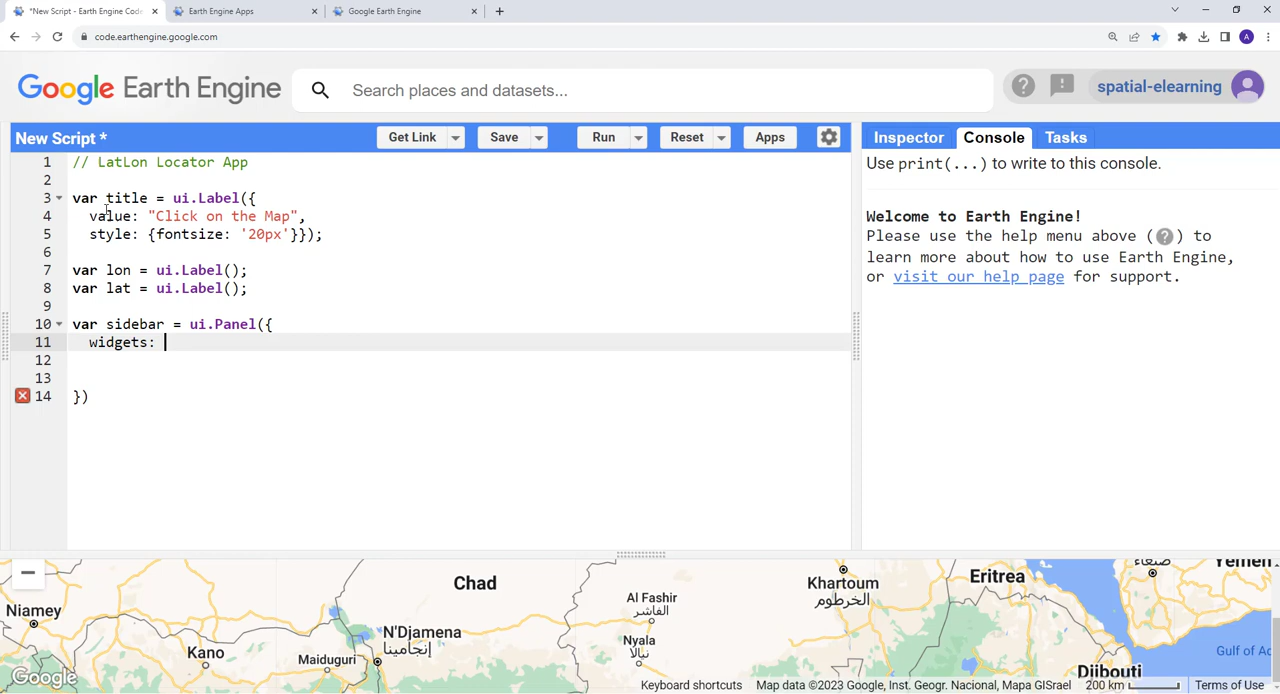 *New Script - Earth Engine Code
Earth Engine Apps
Google Earth Engine
code.earthengine.google.com
A
Google Earth Engine
Search places and datasets...
spatial-elearning
New Script *
Get Link
Save
Run
Reset
Apps
Inspector
Console
Tasks
1 // LatLon Locator App
2
3 var title = ui.Label({
4 value: "Click on the Map",
5 style: {fontsize: '20px'}});
6
7 var lon = ui.Label();
8 var lat = ui.Label();
9
10 var sidebar = ui.Panel({
11 widgets:
12
13
14 })
Use print(...) to write to this console.
Welcome to Earth Engine!
Please use the help menu above (?) to
learn more about how to use Earth Engine,
or visit our help page for support.
Niamey
Kano
Maiduguri
Chad
N'Djamena
إنجامينا
Al Fashir
الفاشر
Nyala
نيالا
Khartoum
الخرطوم
Eritrea
Yemen
صنعاء
Gulf of Ad
Djibouti
Google
Keyboard shortcuts
Map data ©2023 Google, Inst. Geogr. Nacional, Mapa GISrael
200 km
Terms of Use